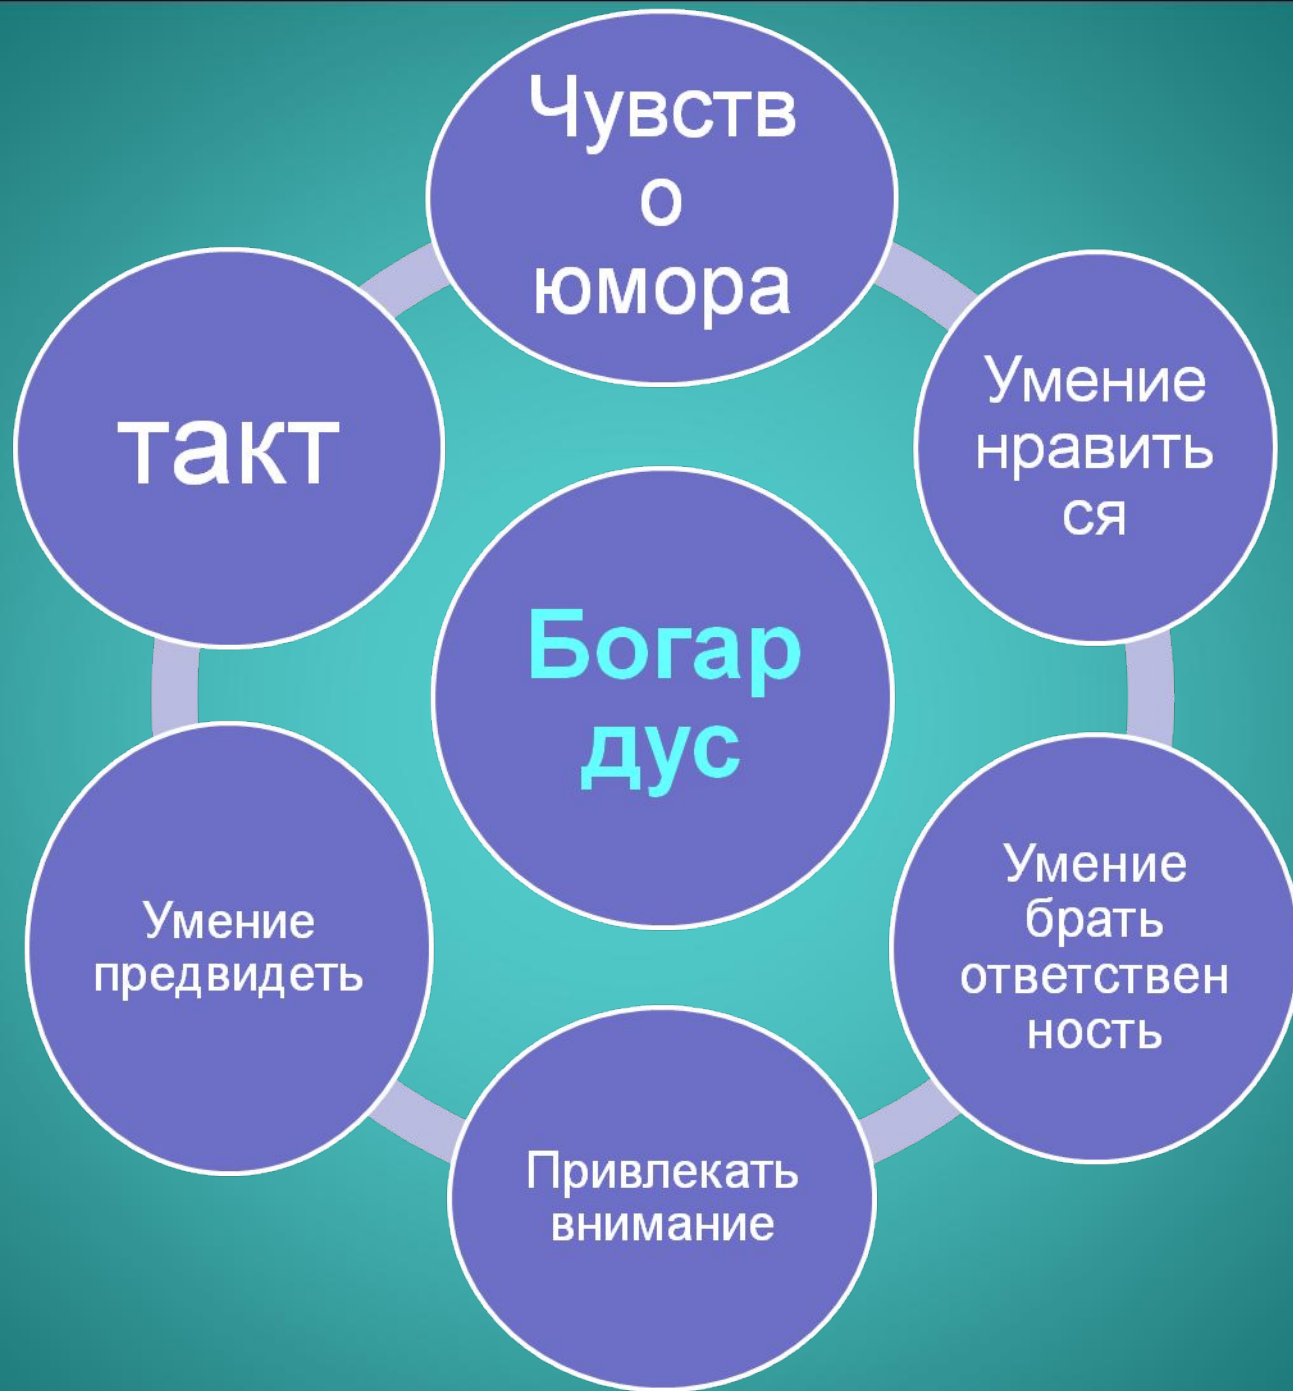 Чувств
о
юмора
Умение
нравить
ся
Умение
брать
ответствен
ность
Привлекать
внимание
Умение
предвидеть
такт
Богар
дус